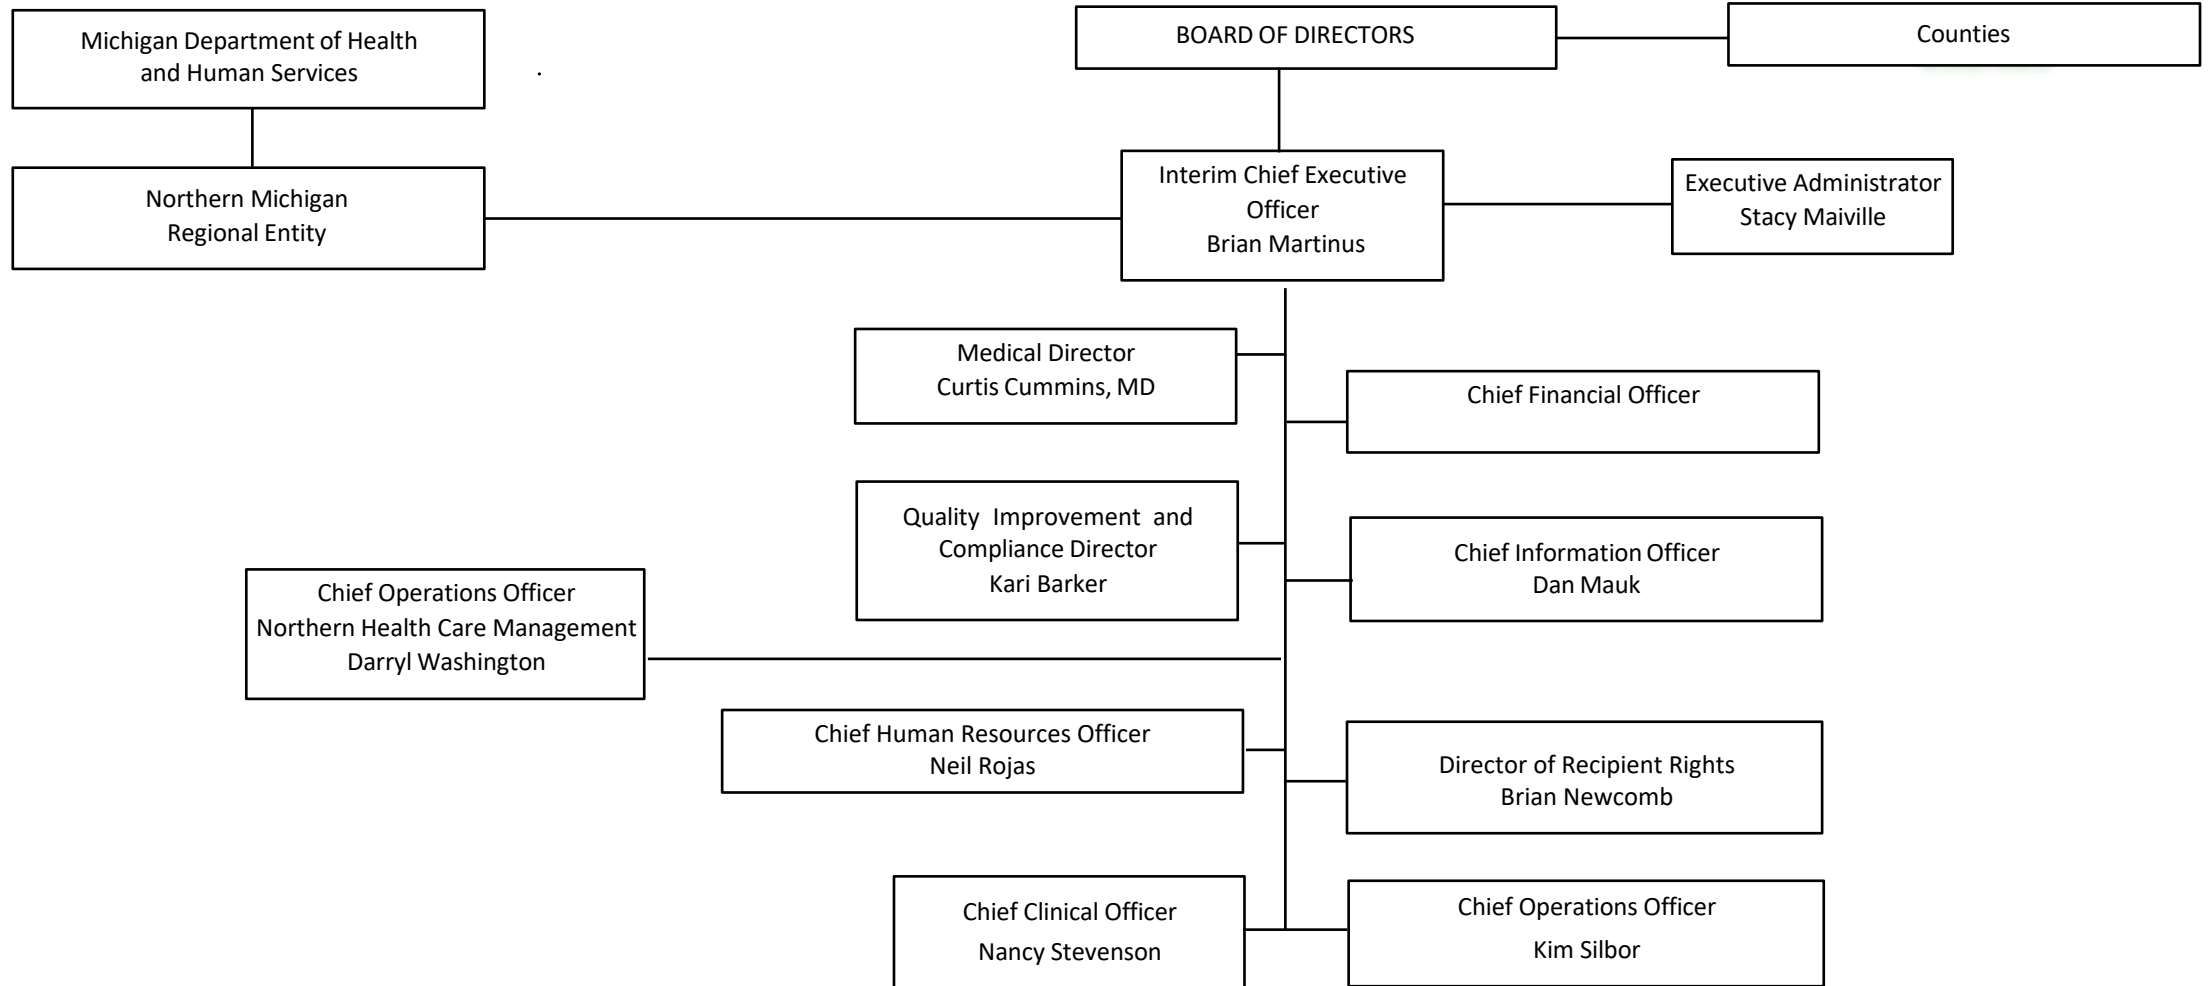 Michigan Department of Health
and Human Services
.
BOARD OF DIRECTORS
Counties
Northern Michigan
Regional Entity
Interim Chief Executive
Officer
Brian Martinus
Executive Administrator
Stacy Maiville
Medical Director
Curtis Cummins, MD
Chief Financial Officer
Quality Improvement and
Compliance Director
Kari Barker
Chief Information Officer
Dan Mauk
Chief Operations Officer
Northern Health Care Management
Darryl Washington
Chief Human Resources Officer
Neil Rojas
Director of Recipient Rights
Brian Newcomb
Chief Clinical Officer
Nancy Stevenson
Chief Operations Officer
Kim Silbor